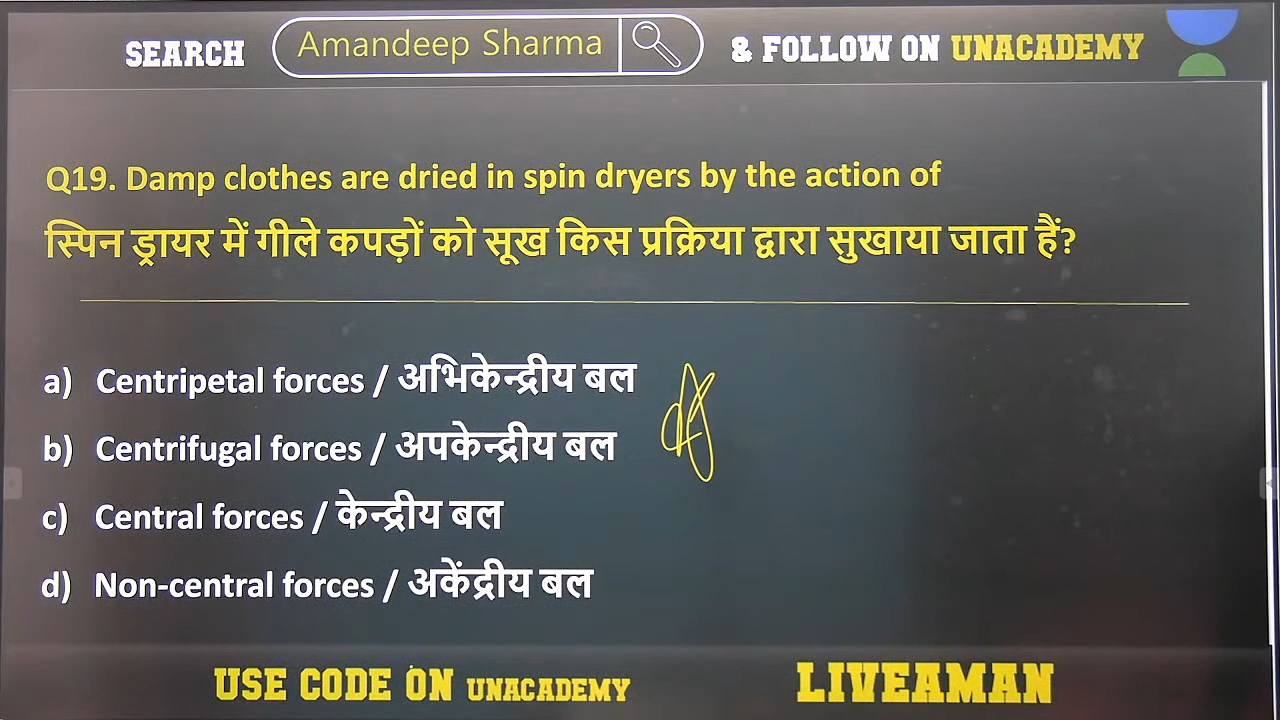 SEARCH Amandeep Sharma & FOLLOW ON UNACADEMY
Q19. Damp clothes are dried in spin dryers by the action of
स्पिन ड्रायर में गीले कपड़ों को सूख किस प्रक्रिया द्वारा सुखाया जाता हैं?
a) Centripetal forces / अभिकेन्द्रीय बल
b) Centrifugal forces / अपकेन्द्रीय बल
c) Central forces / केन्द्रीय बल
d) Non-central forces / अकेंद्रीय बल
USE CODE ON UNACADEMY LIVEAMAN